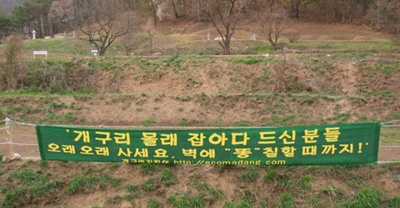 "개구리 몰래 잡아다 드신분들
오래오래 사세요. 벽에 "똥"칠할때까지!"
http://ecomadang.com